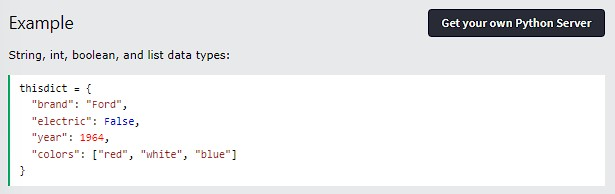 Example
Get your own Python Server
String, int, boolean, and list data types:
thisdict = {
  "brand": "Ford",
  "electric": False,
  "year": 1964,
  "colors": ["red", "white", "blue"]
}